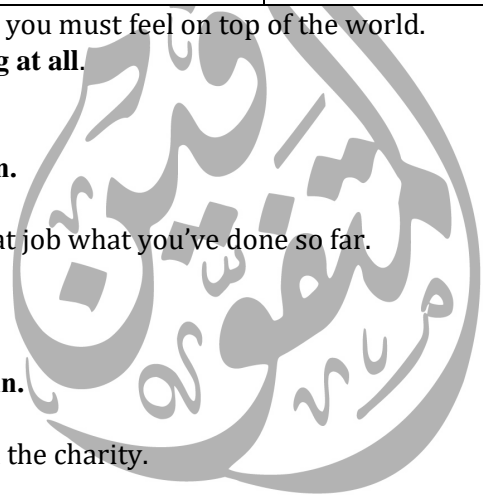 you must feel on top of the world.
g at all.
n.
at job what you've done so far.
n.
the charity.
متفوقين